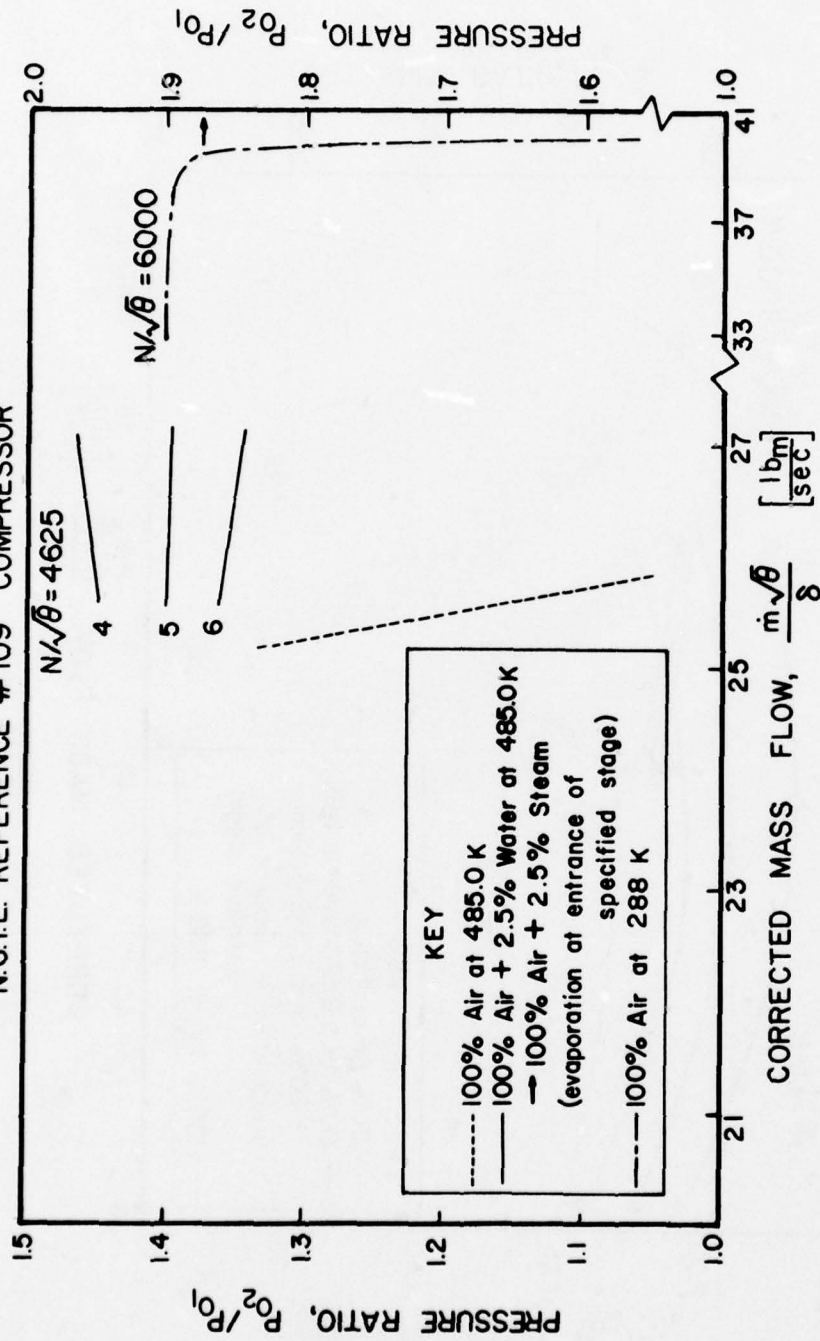 N.G.T.E. REFERENCE #109 COMPRESSOR
PRESSURE RATIO, P02/P01
1.5
1.4
1.3
1.2
1.1
1.0
N/√θ = 4625
4
5
6
N/√θ = 6000
KEY
100% Air at 485.0 K
100% Air + 2.5% Water at 485.0 K
→ 100% Air + 2.5% Steam
(evaporation at entrance of
specified stage)
100% Air at 288 K
2.0
1.9
1.8
1.7
1.6
1.0
PRESSURE RATIO, P02/P01
21
23
25
27
33
37
41
CORRECTED MASS FLOW, ṁ√θ/δ [lbm/sec]